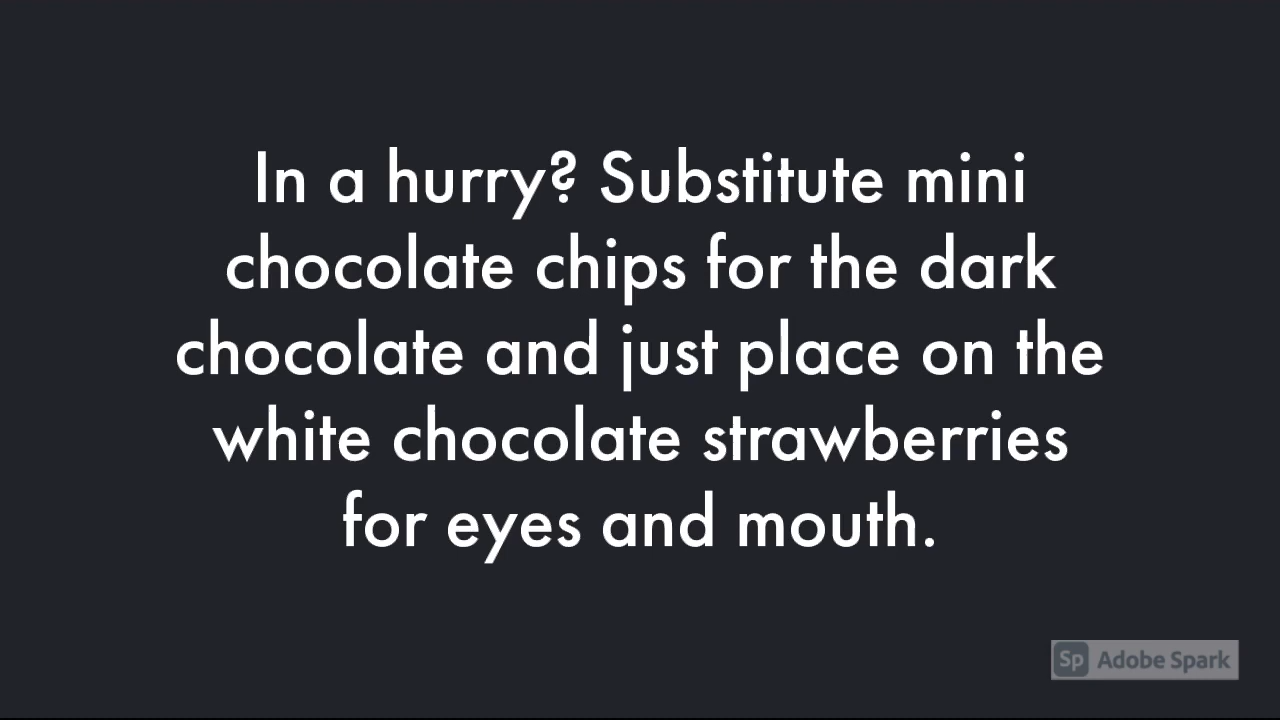 In a hurry? Substitute mini
chocolate chips for the dark
chocolate and just place on the
white chocolate strawberries
for eyes and mouth.
Sp Adobe Spark